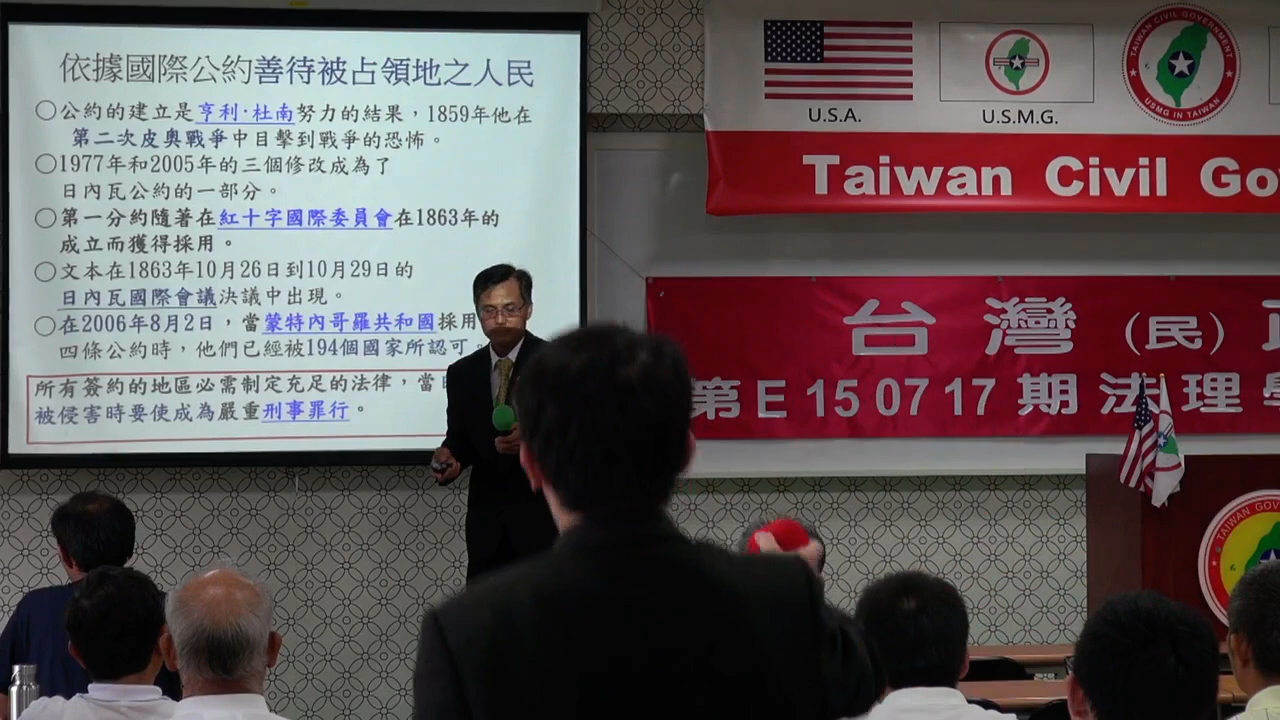 依據國際公約善待被占領地之人民
○公約的建立是亨利·杜南努力的結果，1859年他在
第二次皮奧戰爭中目擊到戰爭的恐怖。
○1977年和2005年的三個修改成為了
日內瓦公約的一部分。
○第一分約隨著在紅十字國際委員會在1863年的
成立而獲得採用。
○文本在1863年10月26日到10月29日的
日內瓦國際會議決議中出現。
○在2006年8月2日，當蒙特內哥羅共和國採用
四條公約時，他們已經被194個國家所認可。
所有簽約的地區必需制定充足的法律，當
被侵害時要使成為嚴重刑事罪行。
U.S.A.
U.S.M.G.
TAIWAN CIVIL GOVERNMENT
USMG IN TAIWAN
Taiwan Civil Go
台灣（民）政
第E150717期法理學
TAIWAN GOV